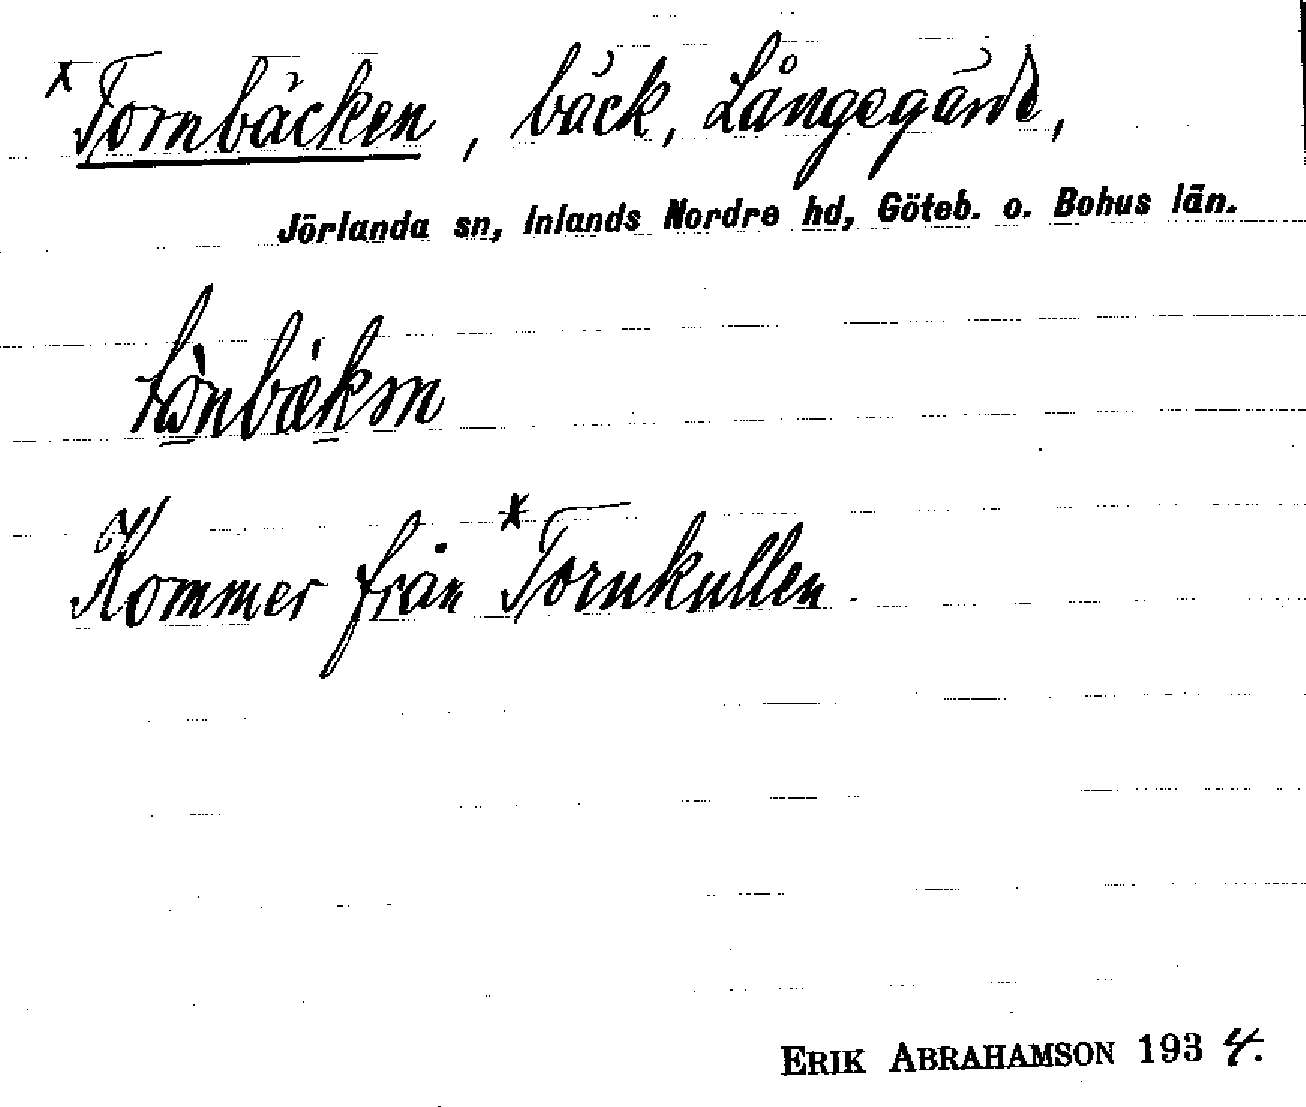 *Tornbäcken, bäck, Långegärde,
Jörlanda sn, Inlands Nordre hd, Göteb. o. Bohus län.
Kommer från *Tornkullen
ERIK ABRAHAMSON 1934.